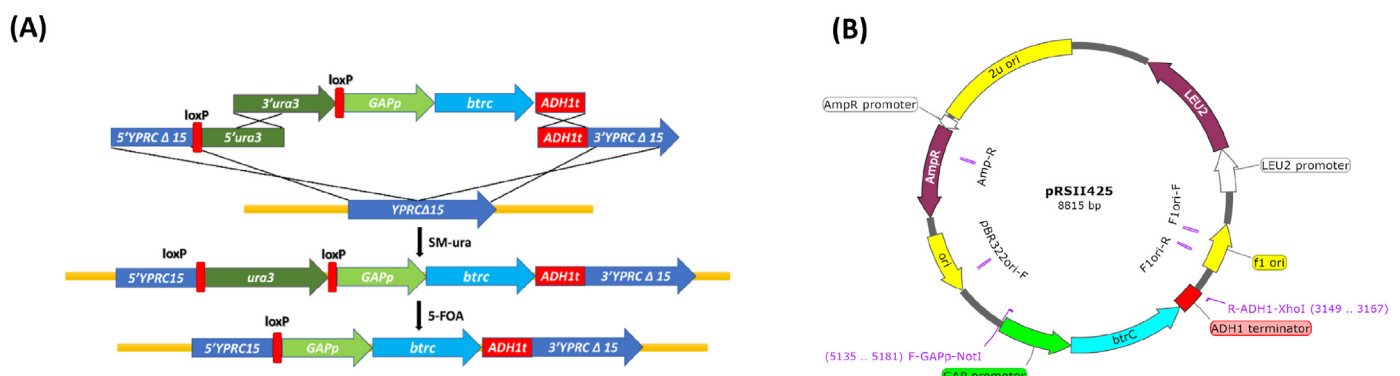 (A)
loxP
3'ura3
GAPp
btrc
ADH1t
loxP
5'YPRC Δ 15
5'ura3
ADH1t
3'YPRC Δ 15
YPRCΔ15
SM-ura
loxP
loxP
5'YPRC15
ura3
GAPp
btrc
ADH1t
3'YPRC Δ 15
5-FOA
loxP
5'YPRC15
GAPp
btrc
ADH1t
3'YPRC Δ 15
(B)
2u ori
AmpR promoter
LEU2
AmpR
Amp-R
LEU2 promoter
pRSII425
8815 bp
F1ori-F
F1ori-R
pBR322ori-F
ori
f1 ori
R-ADH1-XhoI (3149 .. 3167)
ADH1 terminator
btrC
(5135 .. 5181) F-GAPp-NotI
GAP promoter